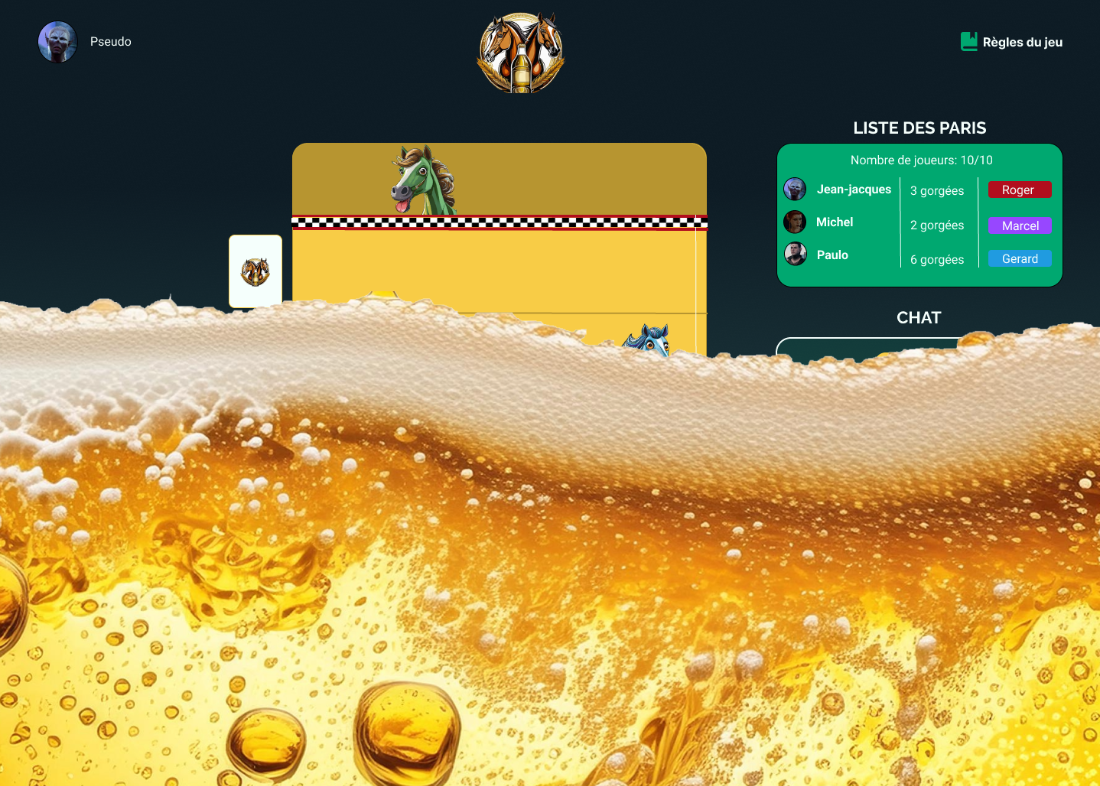 Pseudo
Règles du jeu
LISTE DES PARIS
Nombre de joueurs: 10/10
Jean-jacques 3 gorgées Roger
Michel 2 gorgées Marcel
Paulo 6 gorgées Gerard
CHAT